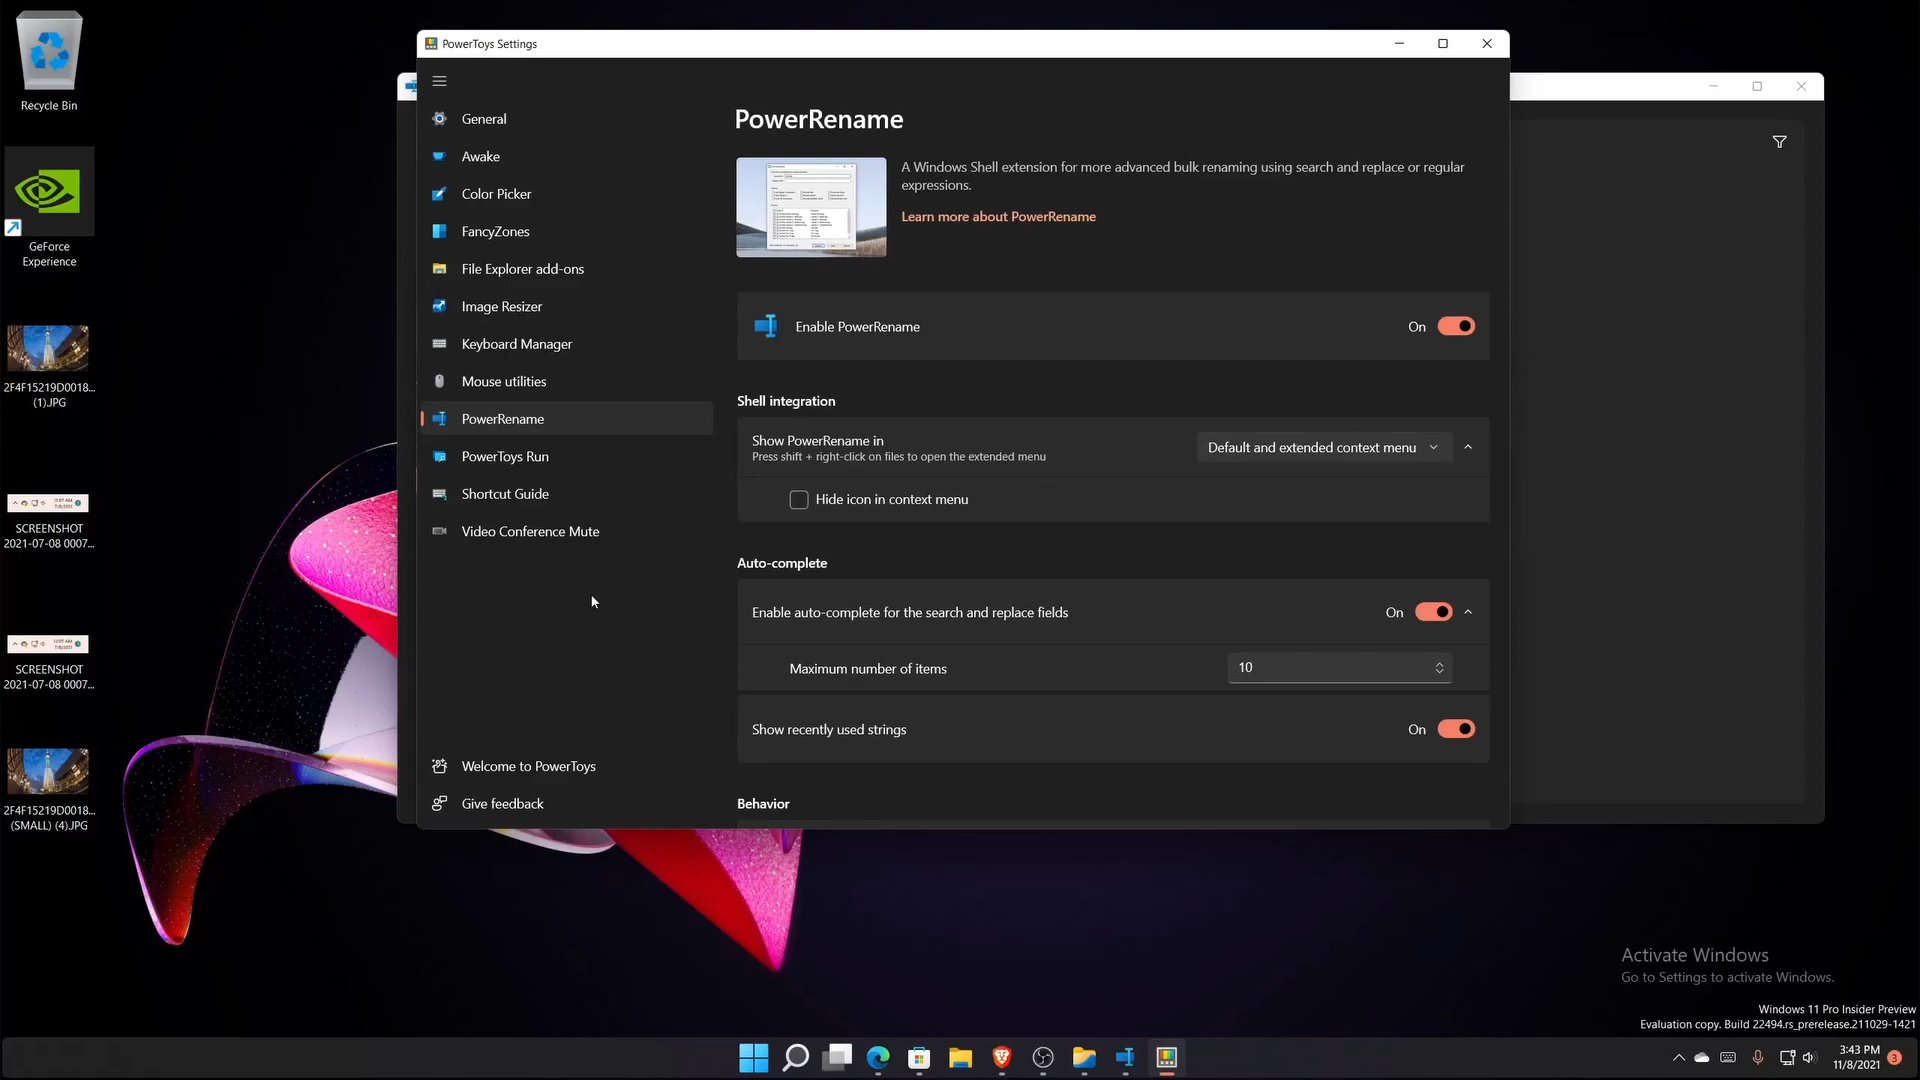 Recycle Bin
GeForce
Experience
2F4F15219D0018...
(1).JPG
SCREENSHOT
2021-07-08 0007...
SCREENSHOT
2021-07-08 0007...
2F4F15219D0018...
(SMALL) (4).JPG
PowerToys Settings
General
Awake
Color Picker
FancyZones
File Explorer add-ons
Image Resizer
Keyboard Manager
Mouse utilities
PowerRename
PowerToys Run
Shortcut Guide
Video Conference Mute
Welcome to PowerToys
Give feedback
PowerRename
A Windows Shell extension for more advanced bulk renaming using search and replace or regular
expressions.
Learn more about PowerRename
Enable PowerRename
On
Shell integration
Show PowerRename in
Press shift + right-click on files to open the extended menu
Default and extended context menu
Hide icon in context menu
Auto-complete
Enable auto-complete for the search and replace fields
On
Maximum number of items
10
Show recently used strings
On
Behavior
Activate Windows
Go to Settings to activate Windows.
Windows 11 Pro Insider Preview
Evaluation copy. Build 22494.rs_prerelease.211029-1421
3:43 PM
11/8/2021
3